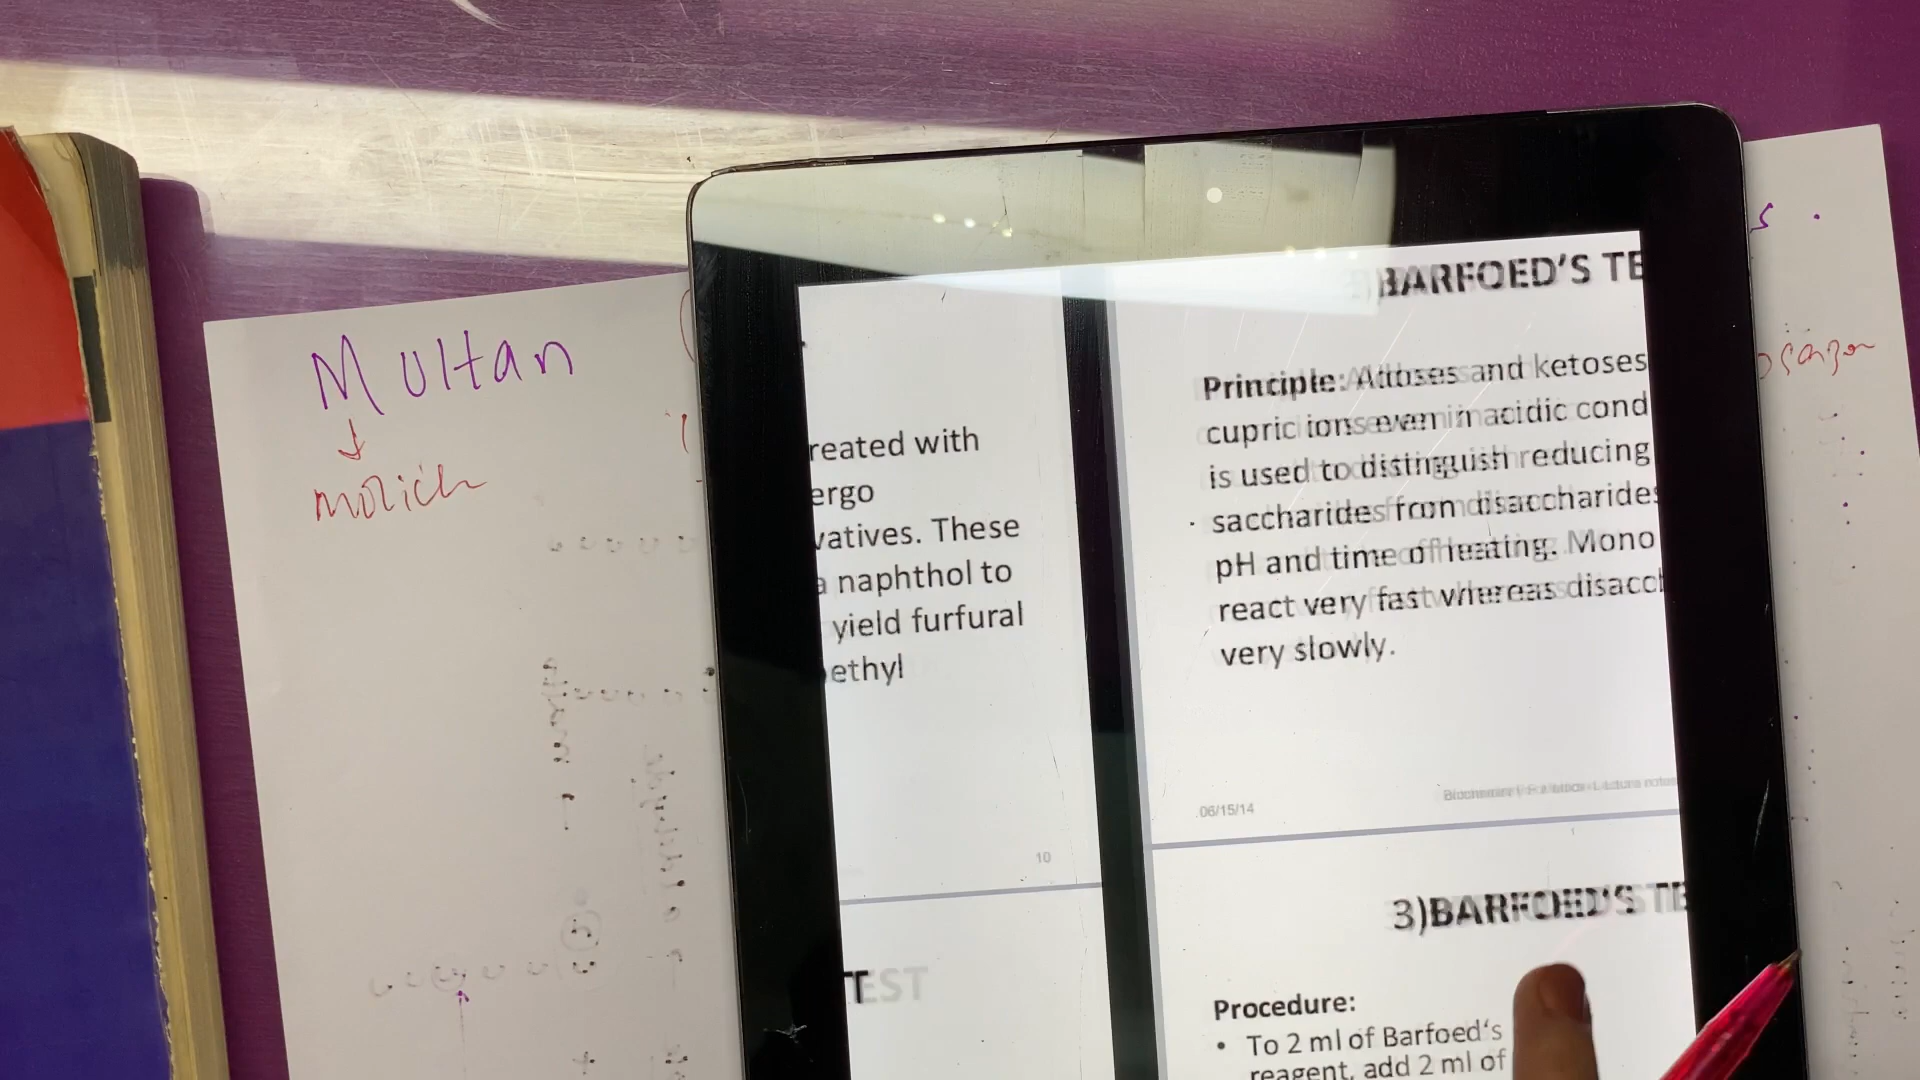 Multan
↓
molich
reated with
ergo
vatives. These
a naphthol to
yield furfural
ethyl
10
TEST
BARFOED'S TE
Principle: Aldoses and ketoses
cupric ions even in acidic cond
is used to distinguish reducing
saccharides from disaccharides
pH and time of heating. Mono
react very fast whereas disacch
very slowly.
06/15/14
3)BARFOED'S TE
Procedure:
• To 2 ml of Barfoed's
reagent, add 2 ml of